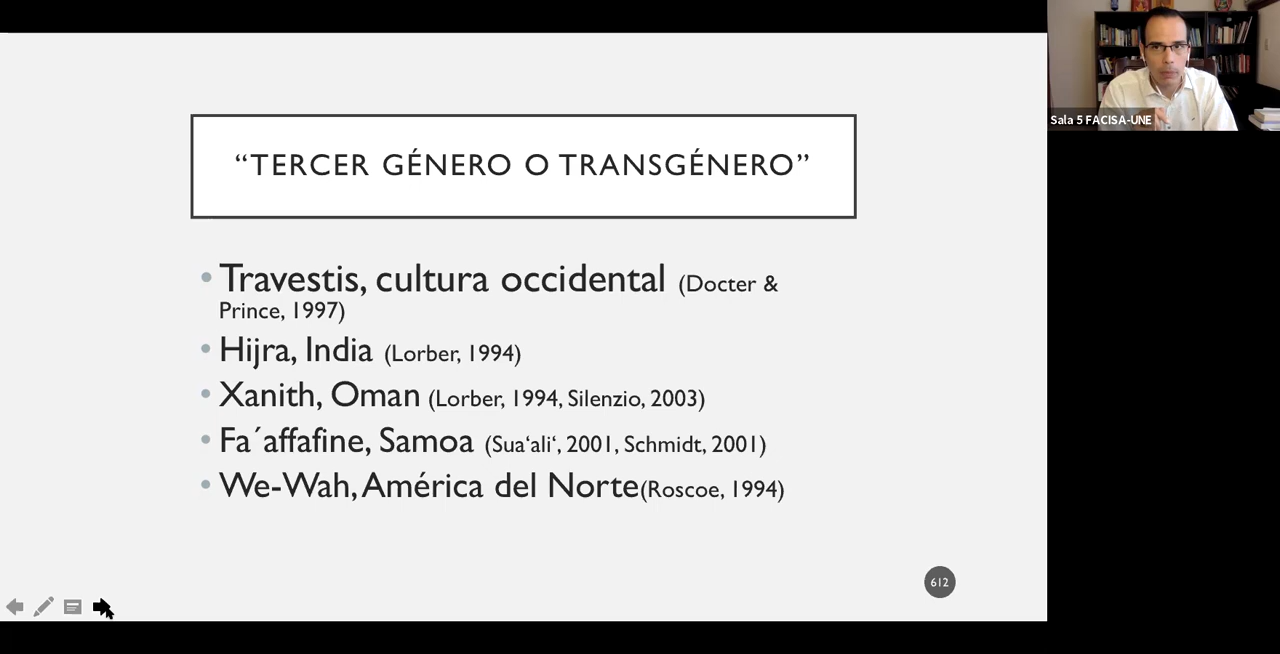 “TERCER GÉNERO O TRANSGÉNERO”
• Travestis, cultura occidental (Docter &
Prince, 1997)
• Hijra, India (Lorber, 1994)
• Xanith, Oman (Lorber, 1994, Silenzio, 2003)
• Fa´affafine, Samoa (Sua‘ali‘, 2001, Schmidt, 2001)
• We-Wah, América del Norte(Roscoe, 1994)
612
Sala 5 FACISA-UNE